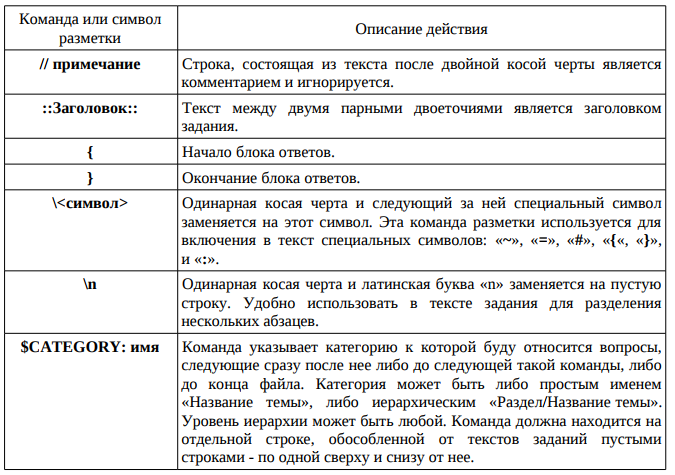 Команда или символ
разметки
Описание действия
// примечание
Строка, состоящая из текста после двойной косой черты является
комментарием и игнорируется.
::Заголовок::
Текст между двумя парными двоеточиями является заголовком
задания.
{
Начало блока ответов.
}
Окончание блока ответов.
\<символ>
Одинарная косая черта и следующий за ней специальный символ
заменяется на этот символ. Эта команда разметки используется для
включения в текст специальных символов: «~», «=», «#», «{«, «}»,
и «:».
\n
Одинарная косая черта и латинская буква «n» заменяется на пустую
строку. Удобно использовать в тексте задания для разделения
нескольких абзацев.
$CATEGORY: имя
Команда указывает категорию к которой буду относится вопросы,
следующие сразу после нее либо до следующей такой команды, либо
до конца файла. Категория может быть либо простым именем
«Название темы», либо иерархическим «Раздел/Название темы».
Уровень иерархии может быть любой. Команда должна находится на
отдельной строке, обособленной от текстов заданий пустыми
строками - по одной сверху и снизу от нее.